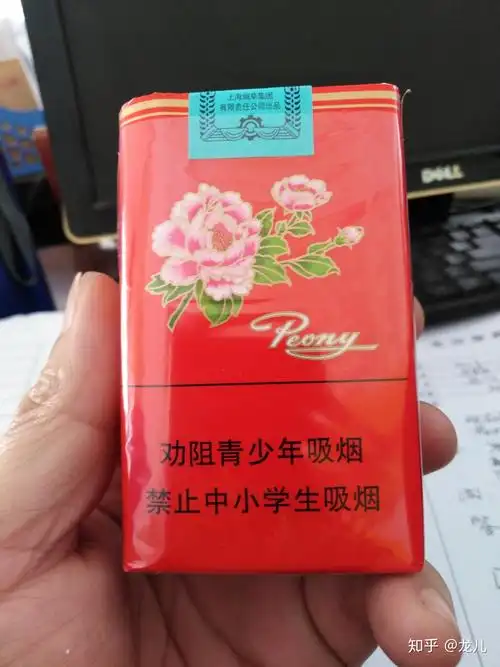 上海烟草集团
有限责任公司出品
DELL
Peony
劝阻青少年吸烟
禁止中小学生吸烟
知乎 @龙儿